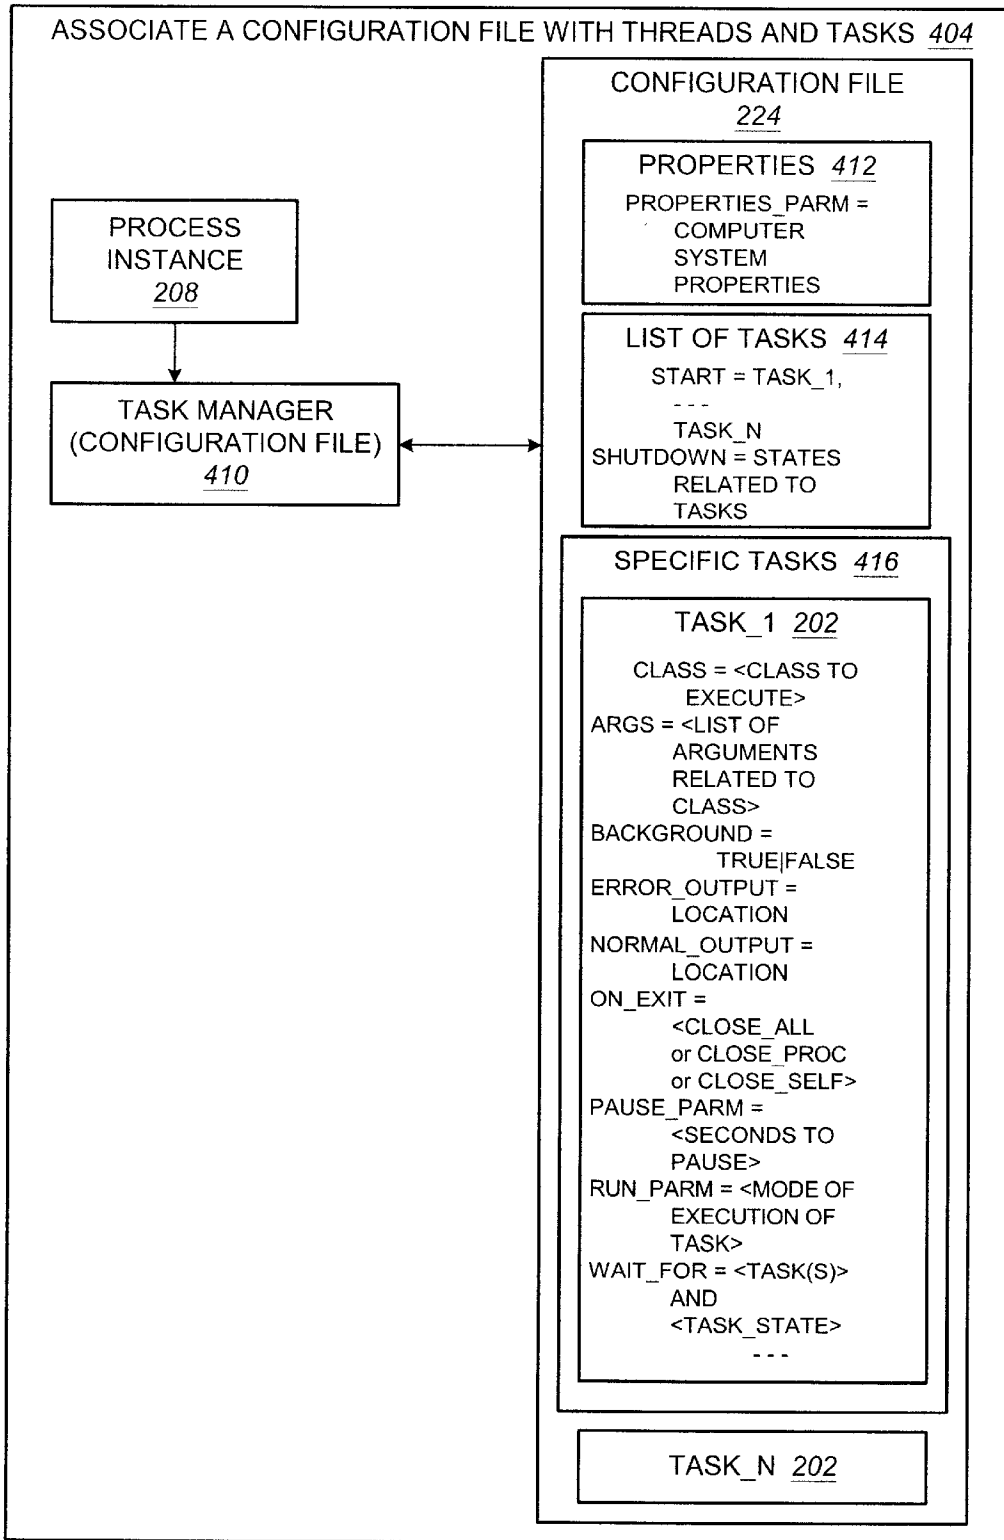 ASSOCIATE A CONFIGURATION FILE WITH THREADS AND TASKS 404
PROCESS
INSTANCE
208
TASK MANAGER
(CONFIGURATION FILE)
410
CONFIGURATION FILE
224
PROPERTIES 412
PROPERTIES_PARM =
COMPUTER
SYSTEM
PROPERTIES
LIST OF TASKS 414
START = TASK_1,
- - -
TASK_N
SHUTDOWN = STATES
RELATED TO
TASKS
SPECIFIC TASKS 416
TASK_1 202
CLASS = <CLASS TO
EXECUTE>
ARGS = <LIST OF
ARGUMENTS
RELATED TO
CLASS>
BACKGROUND =
TRUE|FALSE
ERROR_OUTPUT =
LOCATION
NORMAL_OUTPUT =
LOCATION
ON_EXIT =
<CLOSE_ALL
or CLOSE_PROC
or CLOSE_SELF>
PAUSE_PARM =
<SECONDS TO
PAUSE>
RUN_PARM = <MODE OF
EXECUTION OF
TASK>
WAIT_FOR = <TASK(S)>
AND
<TASK_STATE>
- - -
TASK_N 202